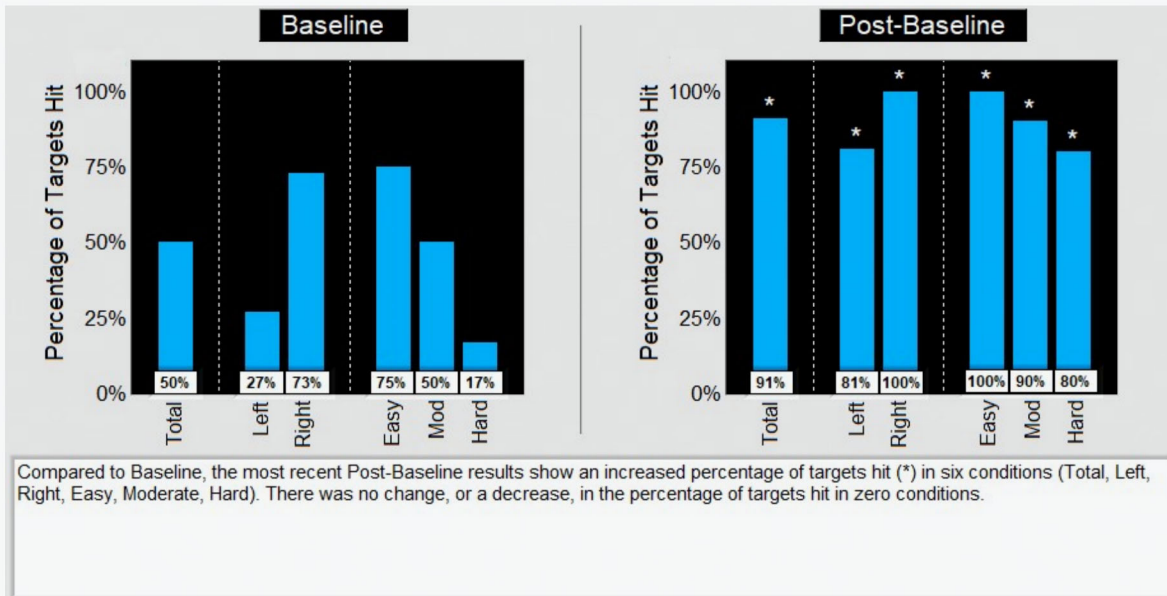 Baseline
Percentage of Targets Hit
100%
75%
50%
25%
0%
50%
27%
73%
75%
50%
17%
Total
Left
Right
Easy
Mod
Hard
Post-Baseline
Percentage of Targets Hit
100%
75%
50%
25%
0%
*
*
*
*
*
*
91%
81%
100%
100%
90%
80%
Total
Left
Right
Easy
Mod
Hard
Compared to Baseline, the most recent Post-Baseline results show an increased percentage of targets hit (*) in six conditions (Total, Left,
Right, Easy, Moderate, Hard). There was no change, or a decrease, in the percentage of targets hit in zero conditions.